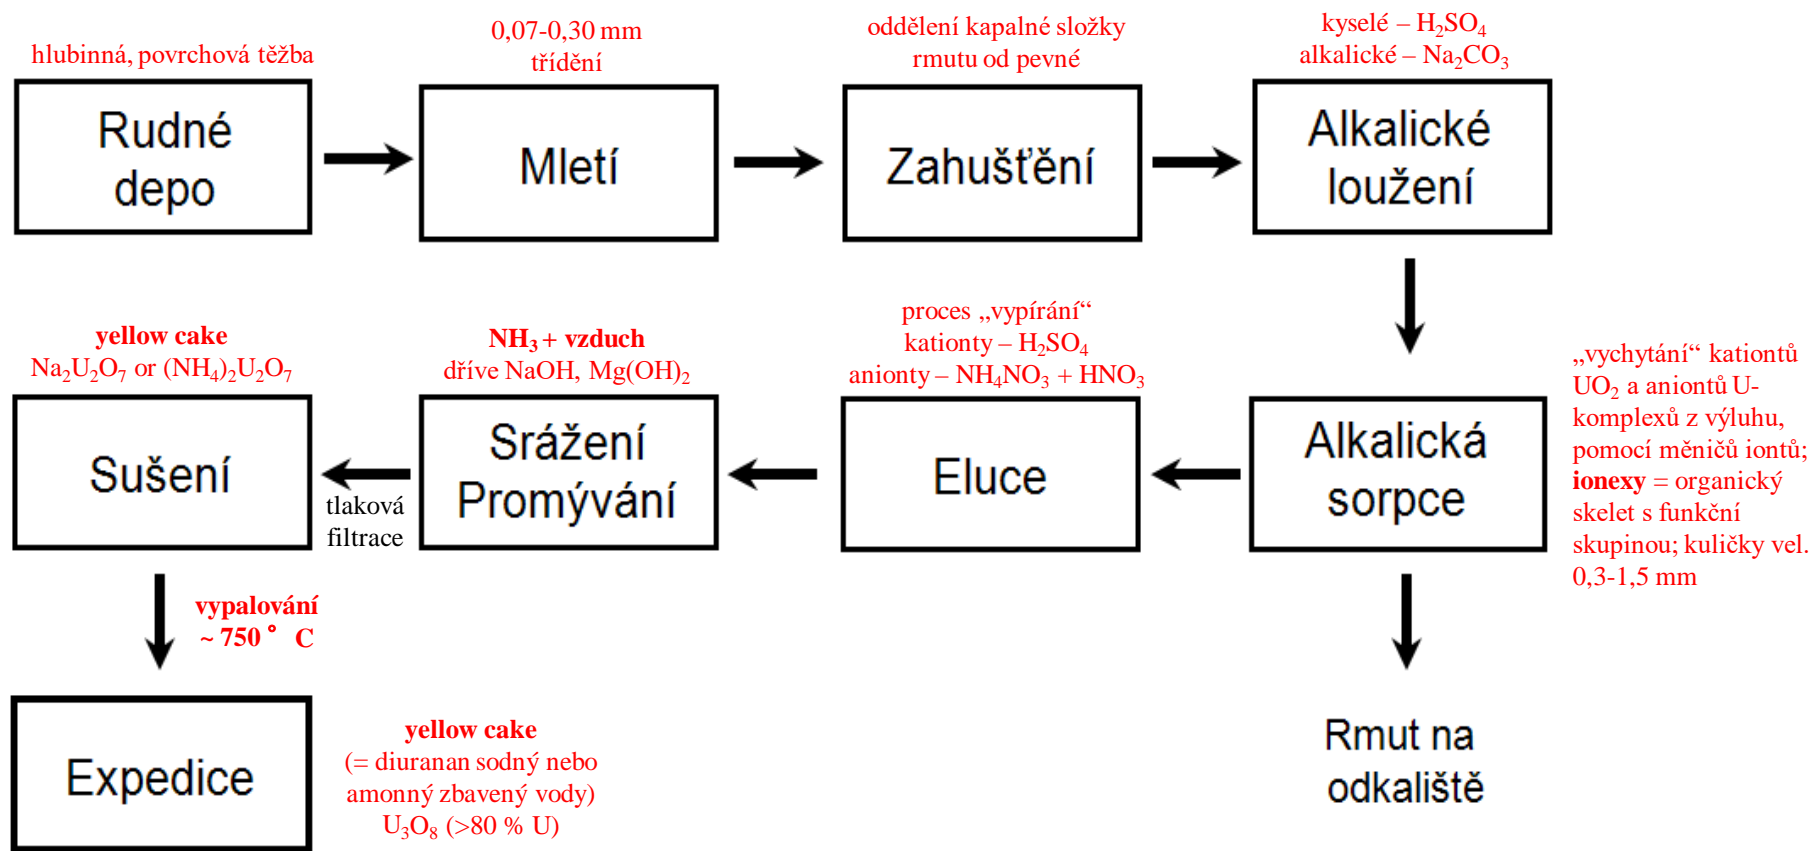 hlubinná, povrchová těžba
Rudné
depo
0,07-0,30 mm
třídění
Mletí
oddělení kapalné složky
rmutu od pevné
Zahušťění
kyselé – H₂SO₄
alkalické – Na₂CO₃
Alkalické
loužení
„vychytání“ kationtů
UO₂ a aniontů U-
komplexů z výluhu,
pomocí měničů iontů;
ionexy = organický
skelet s funkční
skupinou; kuličky vel.
0,3-1,5 mm
Alkalická
sorpce
Rmut na
odkaliště
proces „vypírání“
kationty – H₂SO₄
anionty – NH₄NO₃ + HNO₃
Eluce
NH₃ + vzduch
dříve NaOH, Mg(OH)₂
Srážení
Promývání
tlaková
filtrace
yellow cake
Na₂U₂O₇ or (NH₄)₂U₂O₇
Sušení
vypalování
~ 750 ° C
Expedice
yellow cake
(= diuranan sodný nebo
amonný zbavený vody)
U₃O₈ (>80 % U)